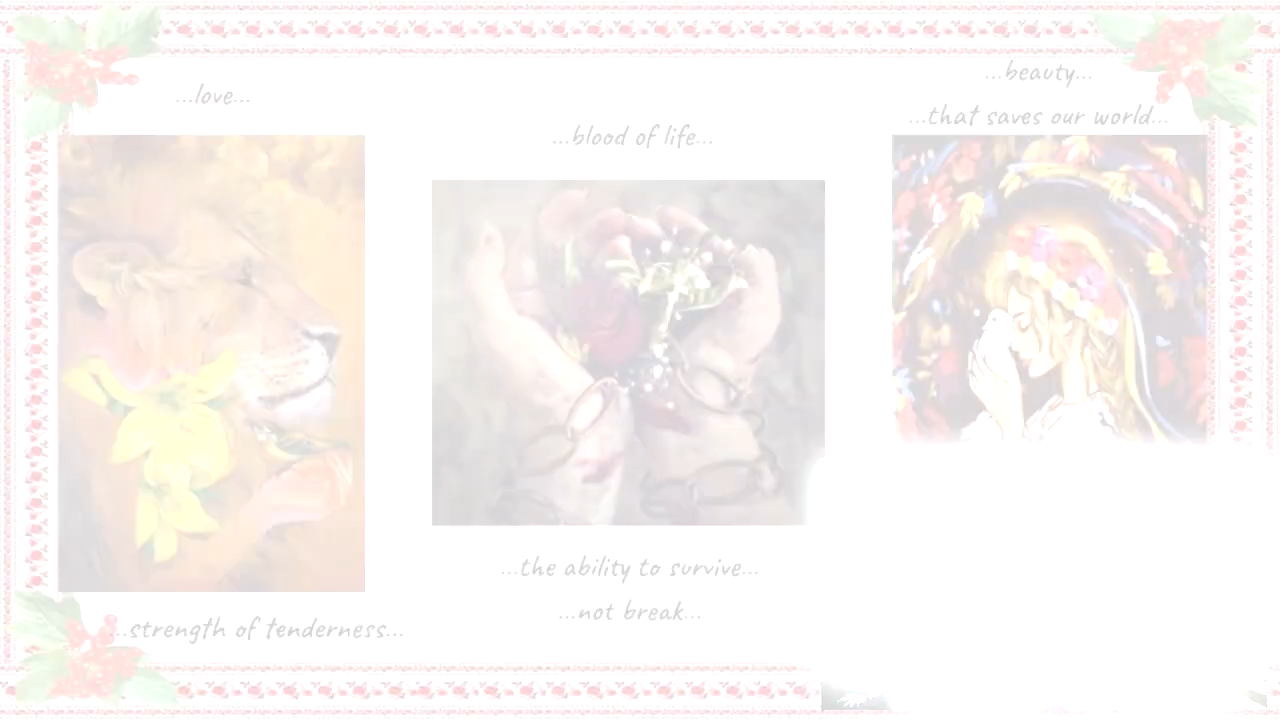 ...love...
...strength of tenderness...
...blood of life...
...the ability to survive...
...not break...
...beauty...
...that saves our world...